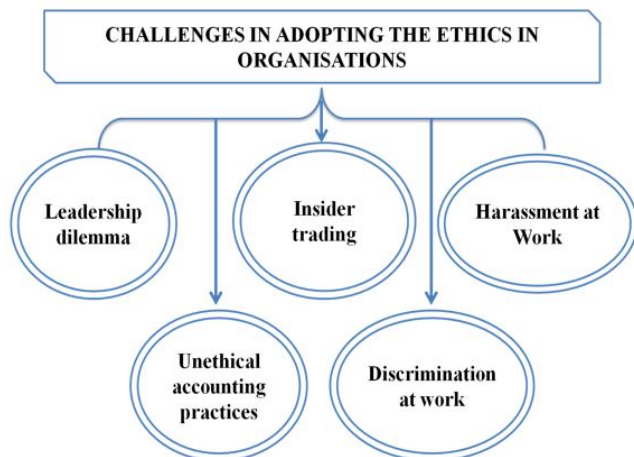 CHALLENGES IN ADOPTING THE ETHICS IN
ORGANISATIONS
Leadership
dilemma
Insider
trading
Harassment at
Work
Unethical
accounting
practices
Discrimination
at work